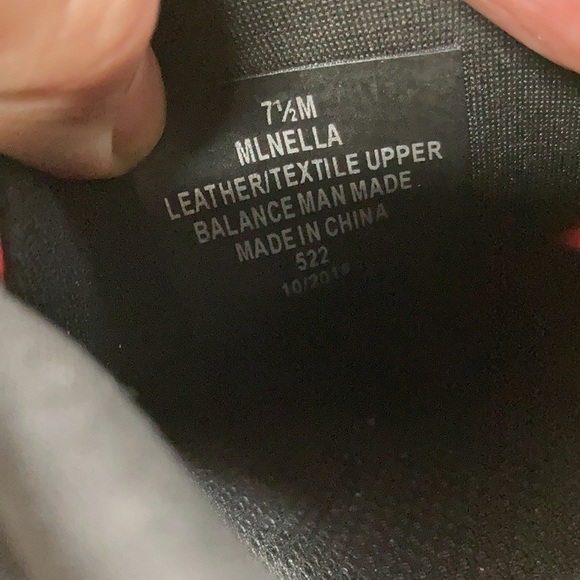 7½M
MLNELLA
LEATHER/TEXTILE UPPER
BALANCE MAN MADE
MADE IN CHINA
522